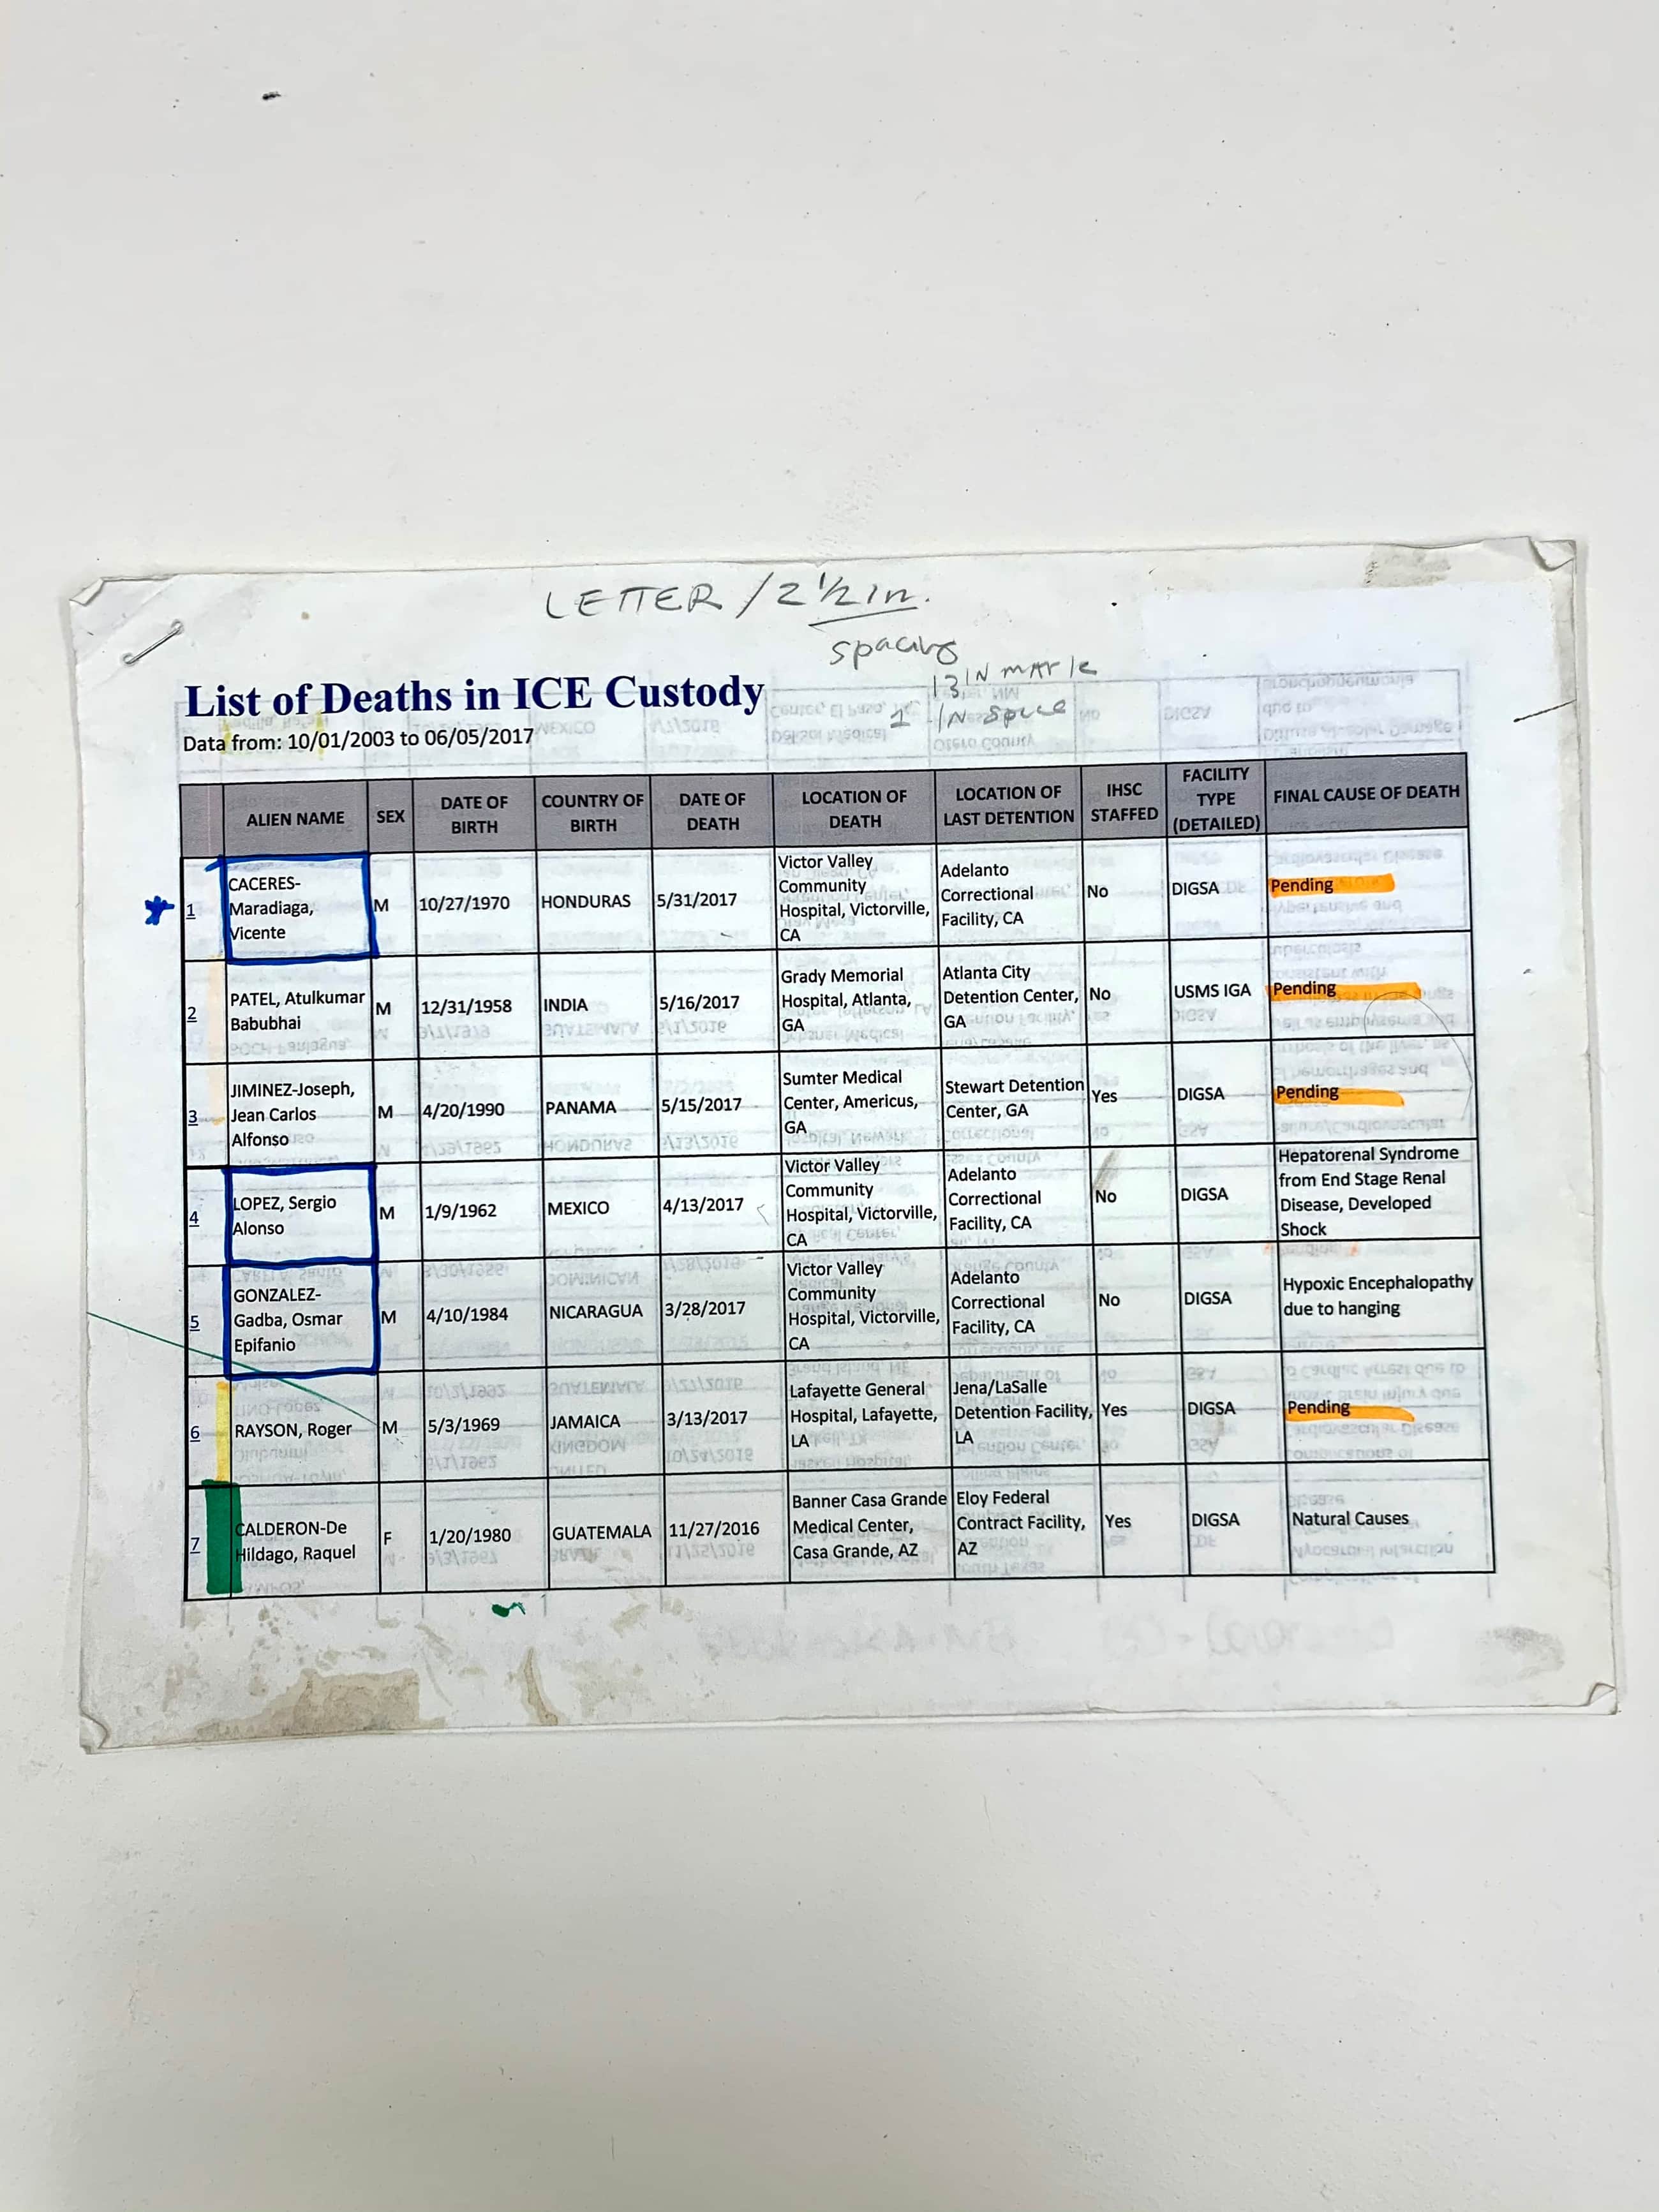 LETTER / 2 1/2 in.
spacing
13 IN mark
1 IN space
List of Deaths in ICE Custody
Data from: 10/01/2003 to 06/05/2017
ALIEN NAME SEX DATE OF BIRTH COUNTRY OF BIRTH DATE OF DEATH LOCATION OF DEATH LOCATION OF LAST DETENTION IHSC STAFFED FACILITY TYPE (DETAILED) FINAL CAUSE OF DEATH
1 CACERES-Maradiaga, Vicente M 10/27/1970 HONDURAS 5/31/2017 Victor Valley Community Hospital, Victorville, CA Adelanto Correctional Facility, CA No DIGSA Pending
2 PATEL, Atulkumar Babubhai M 12/31/1958 INDIA 5/16/2017 Grady Memorial Hospital, Atlanta, GA Atlanta City Detention Center, GA No USMS IGA Pending
3 JIMINEZ-Joseph, Jean Carlos Alfonso M 4/20/1990 PANAMA 5/15/2017 Sumter Medical Center, Americus, GA Stewart Detention Center, GA Yes DIGSA Pending
4 LOPEZ, Sergio Alonso M 1/9/1962 MEXICO 4/13/2017 Victor Valley Community Hospital, Victorville, CA Adelanto Correctional Facility, CA No DIGSA Hepatorenal Syndrome from End Stage Renal Disease, Developed Shock
5 GONZALEZ-Gadba, Osmar Epifanio M 4/10/1984 NICARAGUA 3/28/2017 Victor Valley Community Hospital, Victorville, CA Adelanto Correctional Facility, CA No DIGSA Hypoxic Encephalopathy due to hanging
6 RAYSON, Roger M 5/3/1969 JAMAICA 3/13/2017 Lafayette General Hospital, Lafayette, LA Jena/LaSalle Detention Facility, LA Yes DIGSA Pending
7 CALDERON-De Hildago, Raquel F 1/20/1980 GUATEMALA 11/27/2016 Banner Casa Grande Medical Center, Casa Grande, AZ Eloy Federal Contract Facility, AZ Yes DIGSA Natural Causes